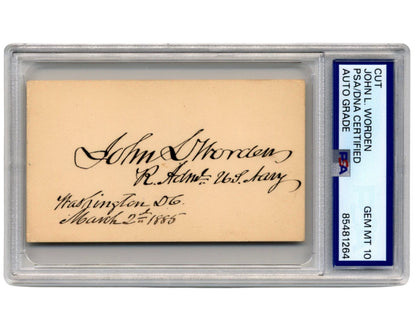 John L Worden
R. Adml. U.S. Navy
Washington D.C.
March 2nd 1885
CUT
JOHN L. WORDEN
PSA/DNA CERTIFIED
AUTO GRADE
GEM MT 10
PSA
85481264